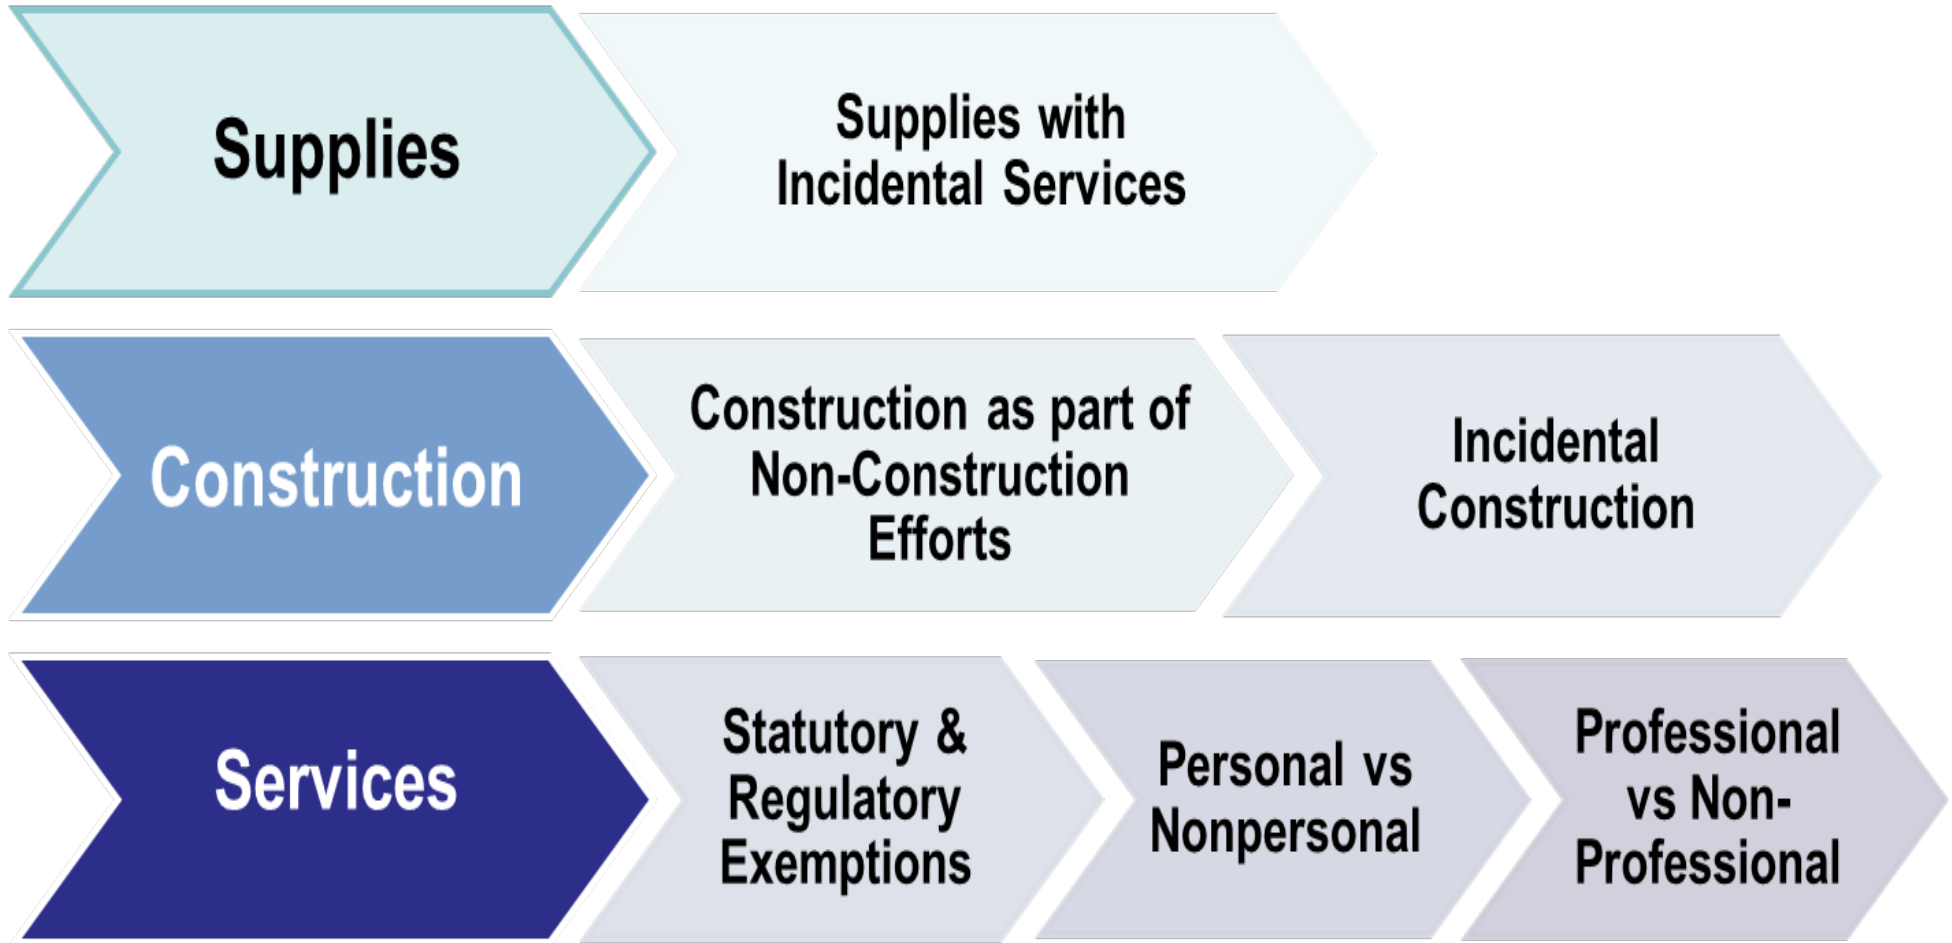 Supplies
Supplies with
Incidental Services
Construction
Construction as part of
Non-Construction
Efforts
Incidental
Construction
Services
Statutory &
Regulatory
Exemptions
Personal vs
Nonpersonal
Professional
vs Non-
Professional